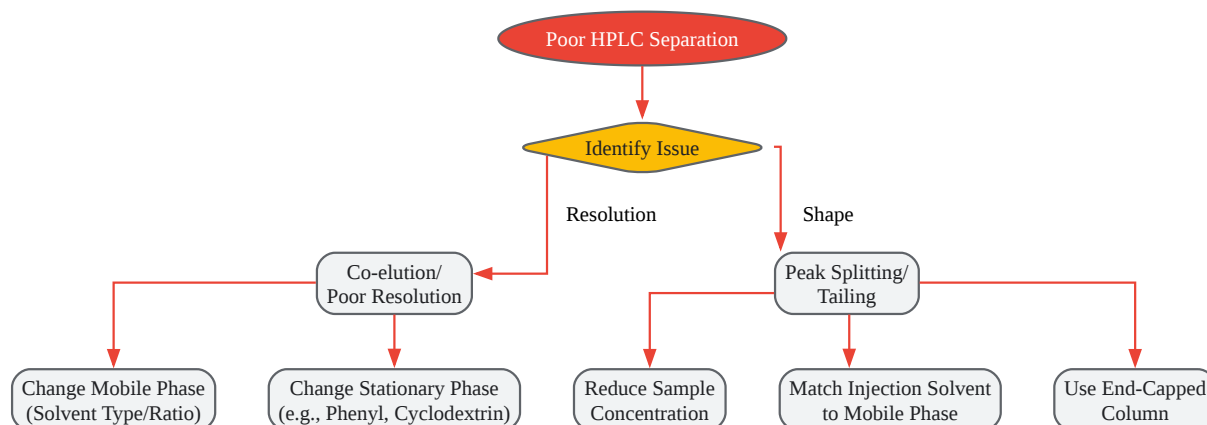 Poor HPLC Separation
Identify Issue
Resolution
Shape
Co-elution/
Poor Resolution
Peak Splitting/
Tailing
Change Mobile Phase
(Solvent Type/Ratio)
Change Stationary Phase
(e.g., Phenyl, Cyclodextrin)
Reduce Sample
Concentration
Match Injection Solvent
to Mobile Phase
Use End-Capped
Column